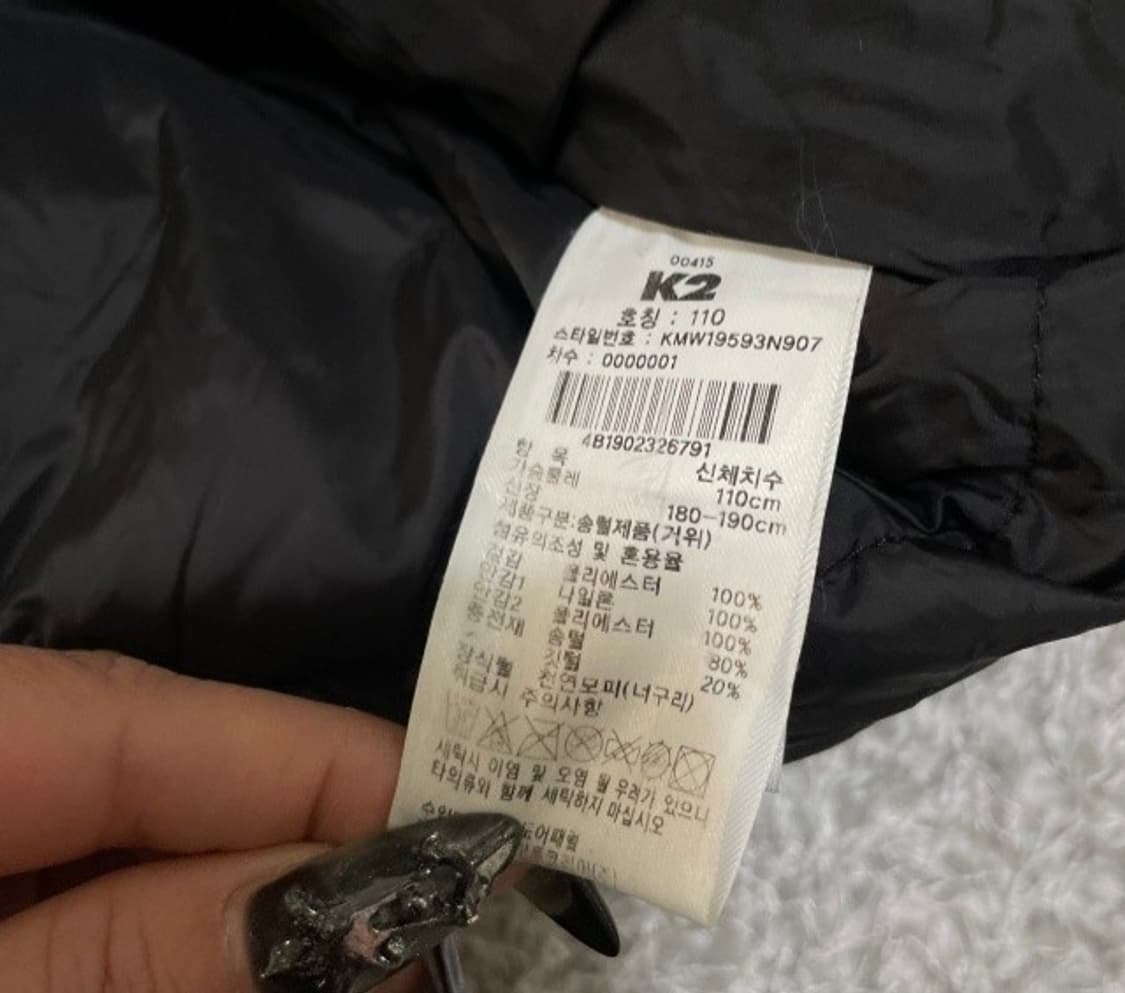 00415
K2
호칭 : 110
스타일번호 : KMW19593N907
치수 : 0000001
4B1902326791
항 목 신체치수
가슴둘레 110cm
신장 180-190cm
제품구분:솜털제품(거위)
섬유의조성 및 혼용율
겉감 폴리에스터 100%
안감1 나일론 100%
안감2 폴리에스터 100%
충전재 솜털 80%
깃털 20%
장식털 천연모피(너구리)
취급시 주의사항
세탁시 이염 및 오염 될 우려가 있으니
타의류와 함께 세탁하지 마십시오